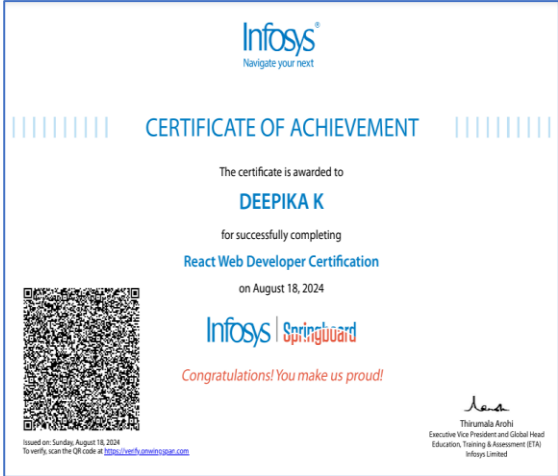 Infosys®
Navigate your next
CERTIFICATE OF ACHIEVEMENT
The certificate is awarded to
DEEPIKA K
for successfully completing
React Web Developer Certification
on August 18, 2024
Infosys | Springboard
Congratulations! You make us proud!
Issued on: Sunday, August 18, 2024
To verify, scan the QR code at https://verify.onwingspan.com
Thirumala Arohi
Executive Vice President and Global Head
Education, Training & Assessment (ETA)
Infosys Limited